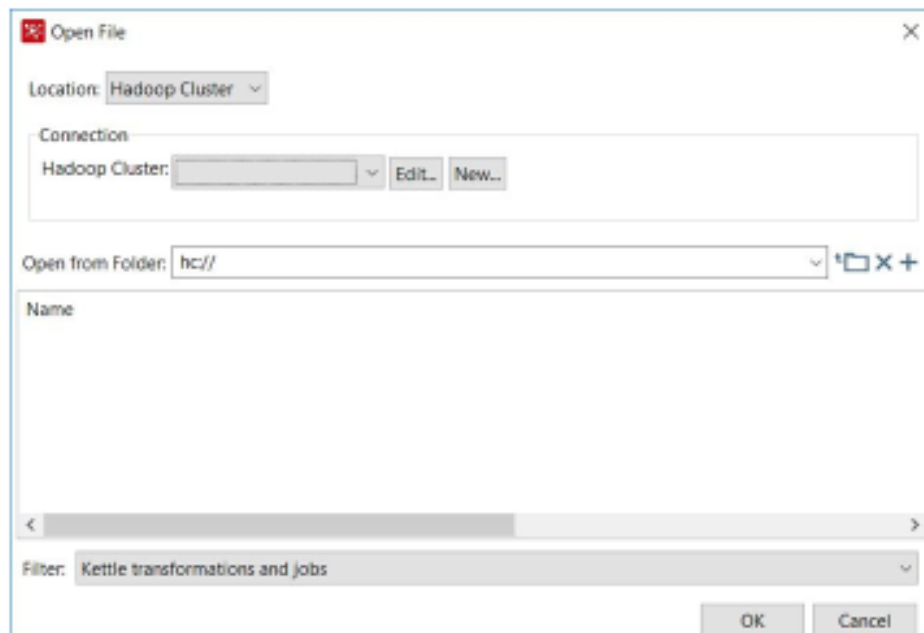 Open File
Location: Hadoop Cluster
Connection
Hadoop Cluster: Edit... New...
Open from Folder: hc://
Name
Filter: Kettle transformations and jobs
OK Cancel